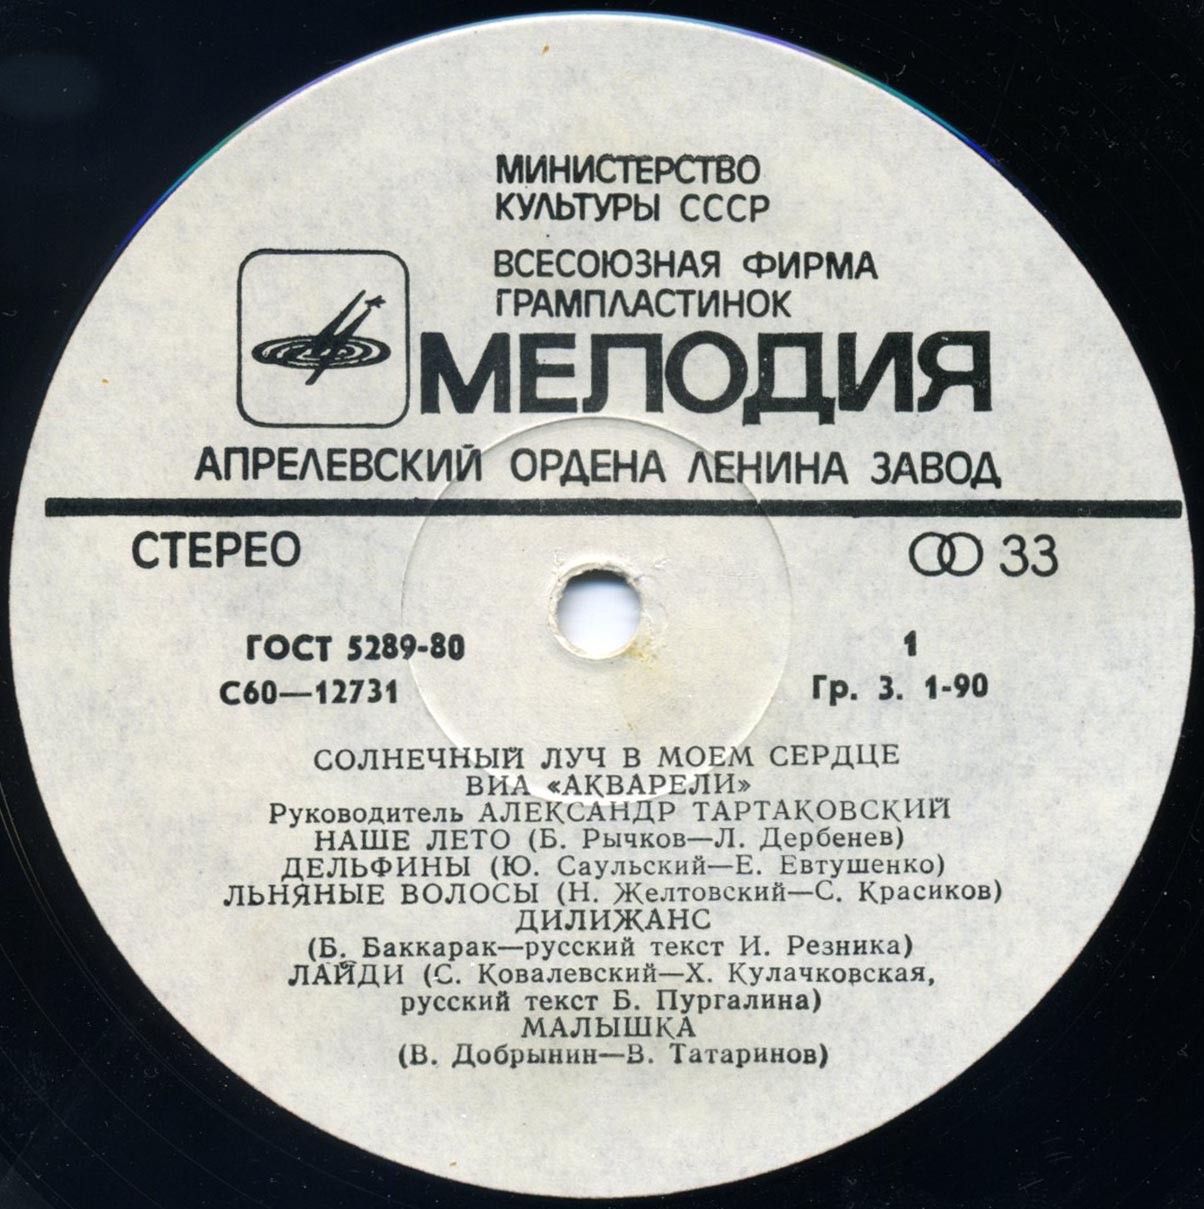 МИНИСТЕРСТВО
КУЛЬТУРЫ СССР
ВСЕСОЮЗНАЯ ФИРМА
ГРАМПЛАСТИНОК
МЕЛОДИЯ
АПРЕЛЕВСКИЙ ОРДЕНА ЛЕНИНА ЗАВОД
СТЕРЕО
33
ГОСТ 5289-80
1
С60—12731
Гр. 3. 1-90
СОЛНЕЧНЫЙ ЛУЧ В МОЕМ СЕРДЦЕ
ВИА «АКВАРЕЛИ»
Руководитель АЛЕКСАНДР ТАРТАКОВСКИЙ
НАШЕ ЛЕТО (Б. Рычков—Л. Дербенев)
ДЕЛЬФИНЫ (Ю. Саульский—Е. Евтушенко)
ЛЬНЯНЫЕ ВОЛОСЫ (Н. Желтовский—С. Красиков)
ДИЛИЖАНС
(Б. Баккарак—русский текст И. Резника)
ЛАЙДИ (С. Ковалевский—Х. Кулачковская,
русский текст Б. Пургалина)
МАЛЫШКА
(В. Добрынин—В. Татаринов)